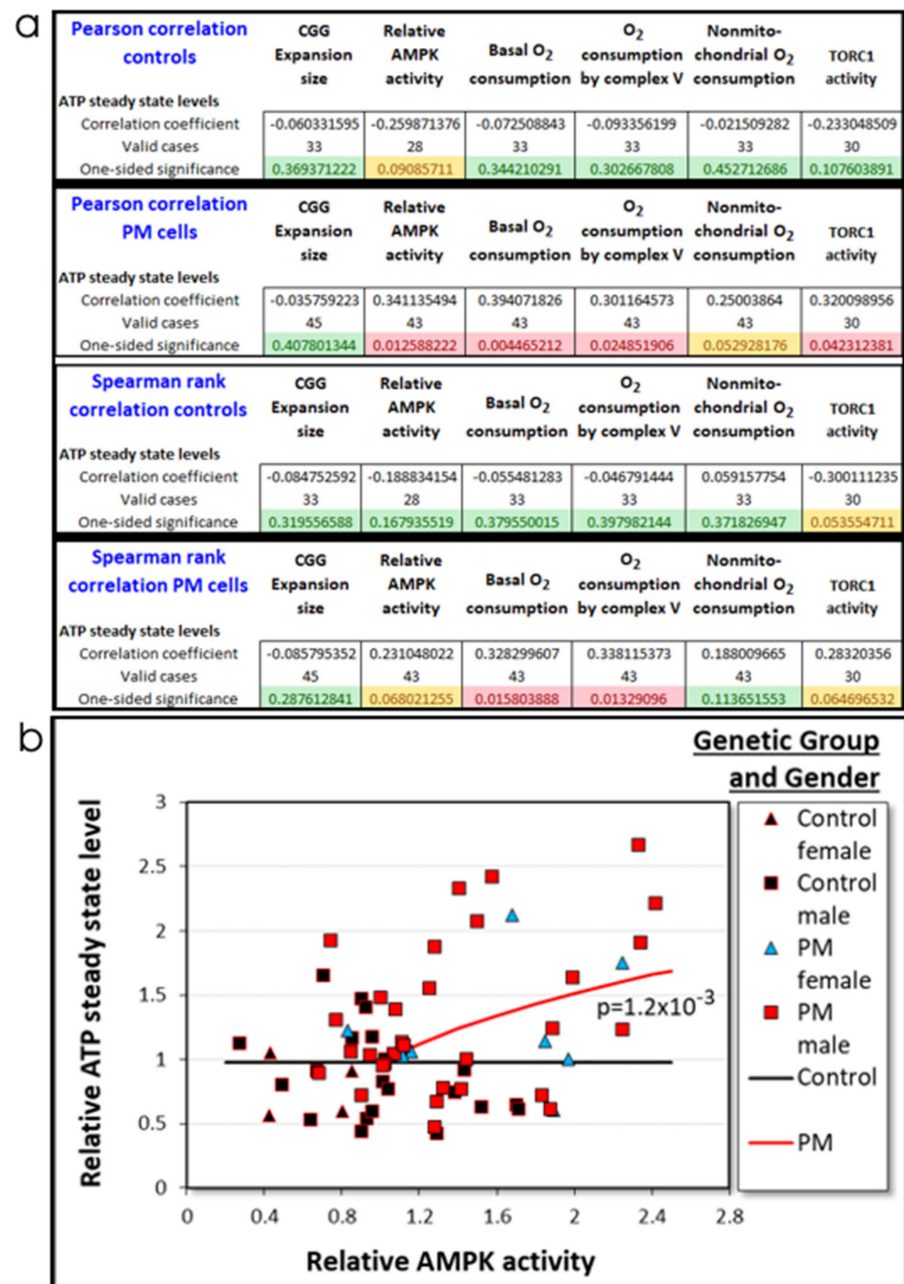 a
Pearson correlation controls
CGG Expansion size
Relative AMPK activity
Basal O2 consumption
O2 consumption by complex V
Nonmito-chondrial O2 consumption
TORC1 activity
ATP steady state levels
Correlation coefficient -0.060331595 -0.259871376 -0.072508843 -0.093356199 -0.021509282 -0.233048509
Valid cases 33 28 33 33 33 30
One-sided significance 0.369371222 0.09085711 0.344210291 0.302667808 0.452712686 0.107603891
Pearson correlation PM cells
CGG Expansion size
Relative AMPK activity
Basal O2 consumption
O2 consumption by complex V
Nonmito-chondrial O2 consumption
TORC1 activity
ATP steady state levels
Correlation coefficient -0.035759223 0.341135494 0.394071826 0.301164573 0.25003864 0.320098956
Valid cases 45 43 43 43 43 30
One-sided significance 0.407801344 0.012588222 0.004465212 0.024851906 0.052928176 0.042312381
Spearman rank correlation controls
CGG Expansion size
Relative AMPK activity
Basal O2 consumption
O2 consumption by complex V
Nonmito-chondrial O2 consumption
TORC1 activity
ATP steady state levels
Correlation coefficient -0.084752592 -0.188834154 -0.055481283 -0.046791444 0.059157754 -0.300111235
Valid cases 33 28 33 33 33 30
One-sided significance 0.319556588 0.167935519 0.379550015 0.397982144 0.371826947 0.053554711
Spearman rank correlation PM cells
CGG Expansion size
Relative AMPK activity
Basal O2 consumption
O2 consumption by complex V
Nonmito-chondrial O2 consumption
TORC1 activity
ATP steady state levels
Correlation coefficient -0.085795352 0.231048022 0.328299607 0.338115373 0.188009665 0.28320356
Valid cases 45 43 43 43 43 30
One-sided significance 0.287612841 0.068021255 0.015803888 0.01329096 0.113651553 0.064696532
b
Genetic Group
and Gender
Relative ATP steady state level
3
2.5
2
1.5
1
0.5
0
p=1.2x10-3
0 0.4 0.8 1.2 1.6 2 2.4 2.8
Relative AMPK activity
Control
female
Control
male
PM
female
PM
male
Control
PM